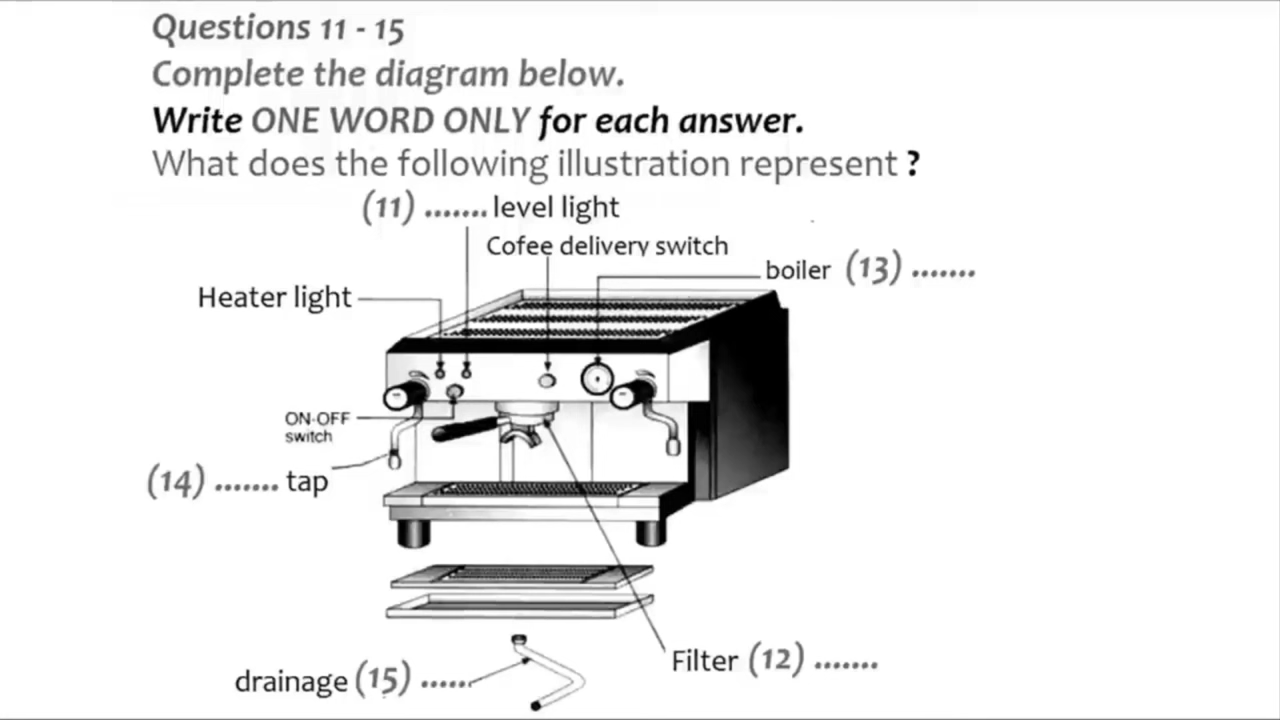 Questions 11 - 15
Complete the diagram below.
Write ONE WORD ONLY for each answer.
What does the following illustration represent ?
(11) ....... level light
Cofee delivery switch
boiler (13) .......
Heater light
ON-OFF
switch
(14) ....... tap
Filter (12) .......
drainage (15) ......